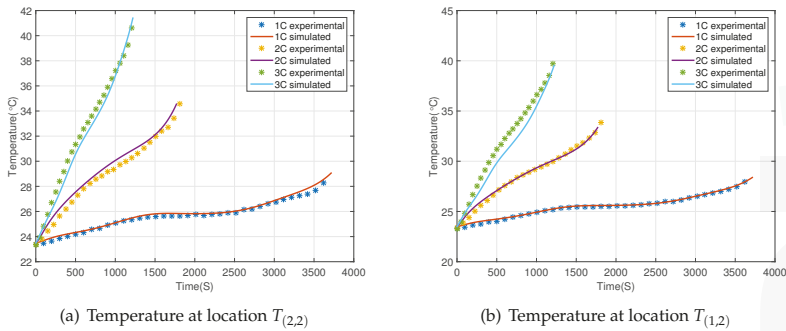 42
40
38
36
34
32
30
28
26
24
22
Temperature(°C)
0 500 1000 1500 2000 2500 3000 3500 4000
Time(S)
1C experimental
1C simulated
2C experimental
2C simulated
3C experimental
3C simulated
(a) Temperature at location T(2,2)
45
40
35
30
25
20
Temperature(°C)
0 500 1000 1500 2000 2500 3000 3500 4000
Time(S)
1C experimental
1C simulated
2C experimental
2C simulated
3C experimental
3C simulated
(b) Temperature at location T(1,2)